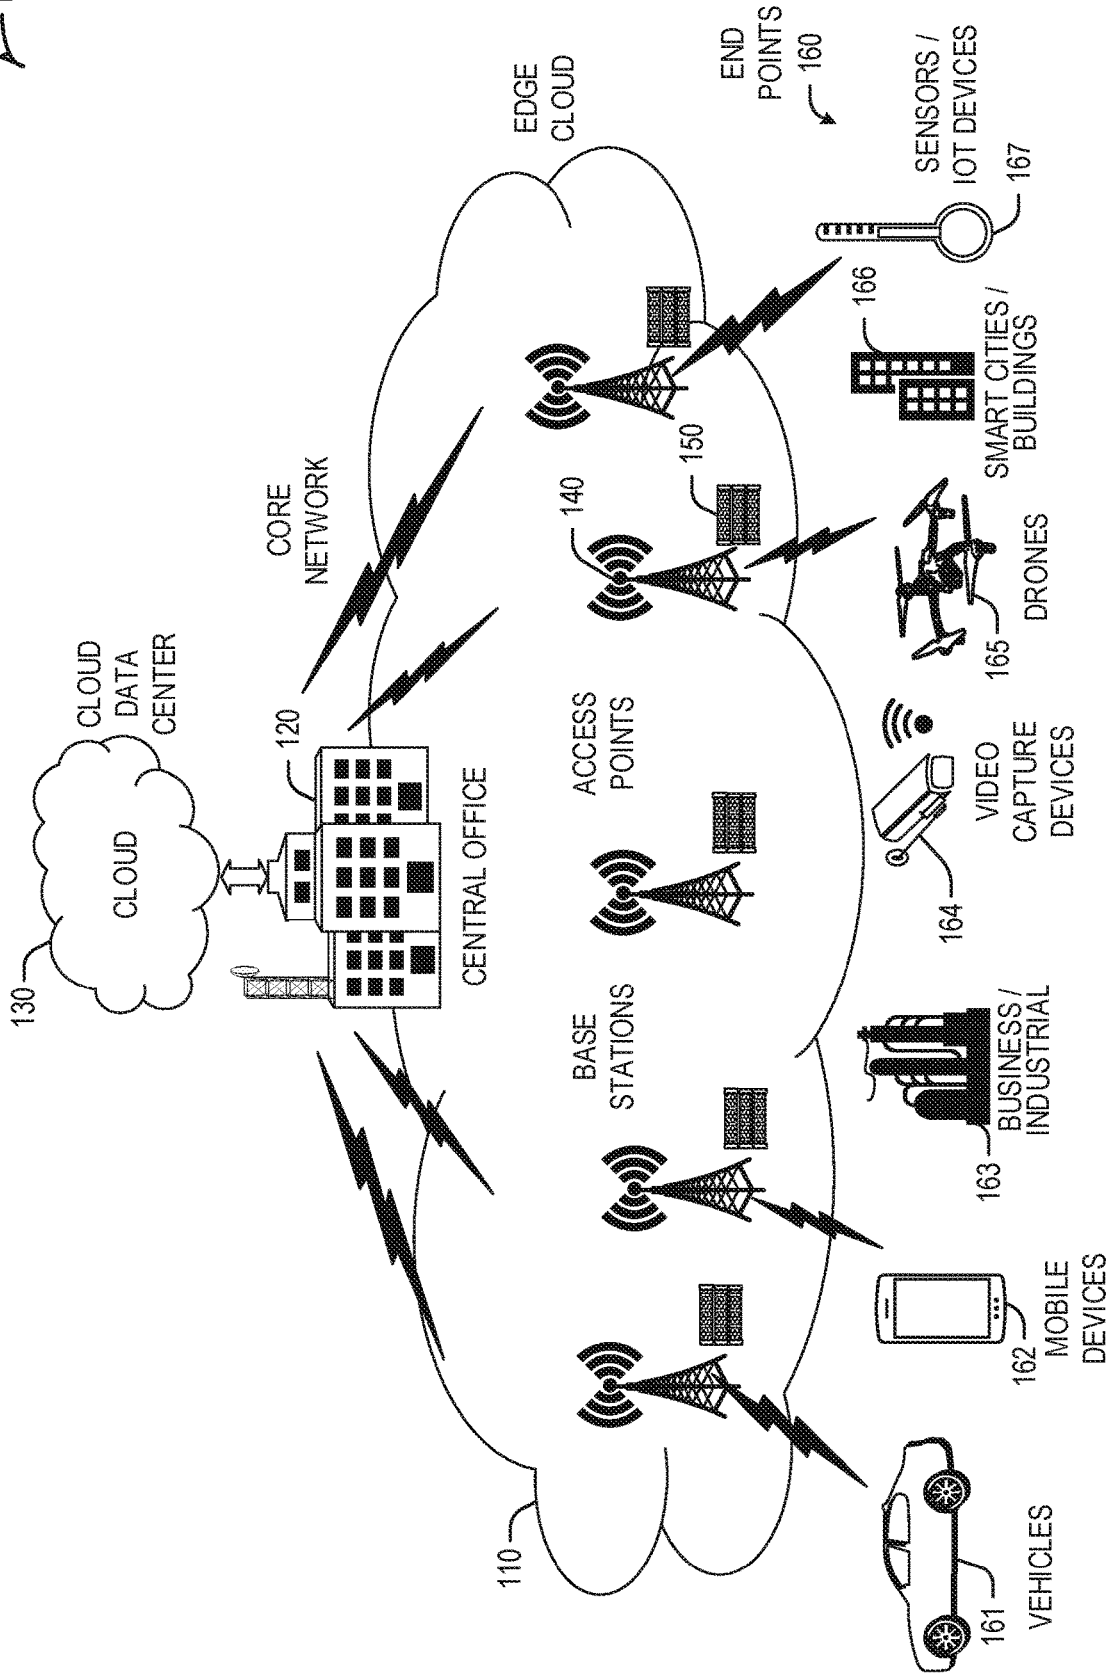 130
CLOUD
CLOUD
DATA
CENTER
120
CENTRAL OFFICE
CORE
NETWORK
EDGE
CLOUD
110
BASE
STATIONS
ACCESS
POINTS
140
150
END
POINTS
160
161
VEHICLES
162
MOBILE
DEVICES
163
BUSINESS /
INDUSTRIAL
164
VIDEO
CAPTURE
DEVICES
165
DRONES
166
SMART CITIES /
BUILDINGS
167
SENSORS /
IOT DEVICES